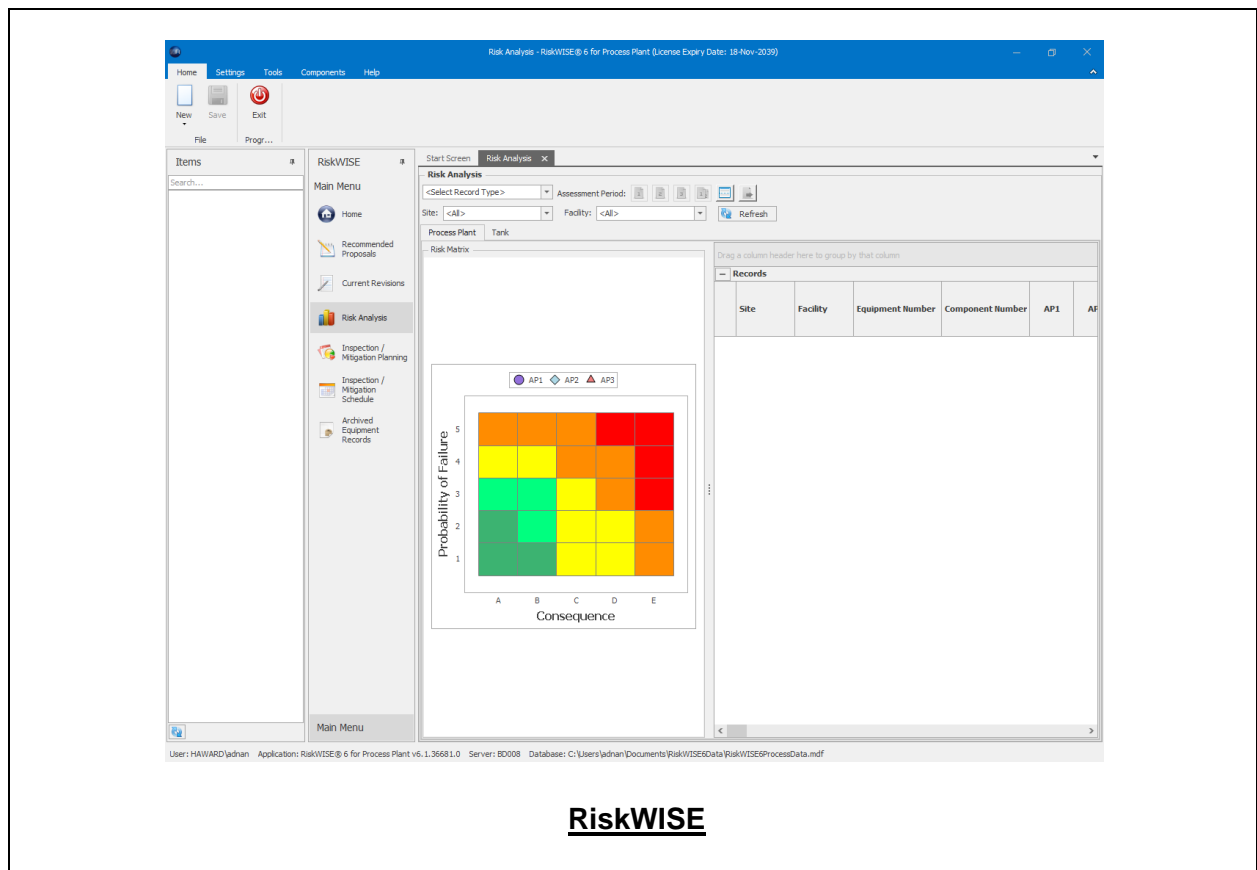 Risk Analysis - RiskWISE® 6 for Process Plant (License Expiry Date: 18-Nov-2039)
Home Settings Tools Components Help
New Save Exit
File Progr...
Items
Search...
RiskWISE
Main Menu
Home
Recommended
Proposals
Current Revisions
Risk Analysis
Inspection /
Mitigation Planning
Inspection /
Mitigation
Schedule
Archived
Equipment
Records
Main Menu
Start Screen Risk Analysis
Risk Analysis
<Select Record Type> Assessment Period:
Site: <All> Facility: <All> Refresh
Process Plant Tank
Risk Matrix
AP1 AP2 AP3
Probability of Failure
5
4
3
2
1
A B C D E
Consequence
Drag a column header here to group by that column
Records
Site Facility Equipment Number Component Number AP1 AP
User: HAWARD\adnan Application: RiskWISE® 6 for Process Plant v6.1.36681.0 Server: BD008 Database: C:\Users\adnan\Documents\RiskWISE6Data\RiskWISE6ProcessData.mdf
RiskWISE